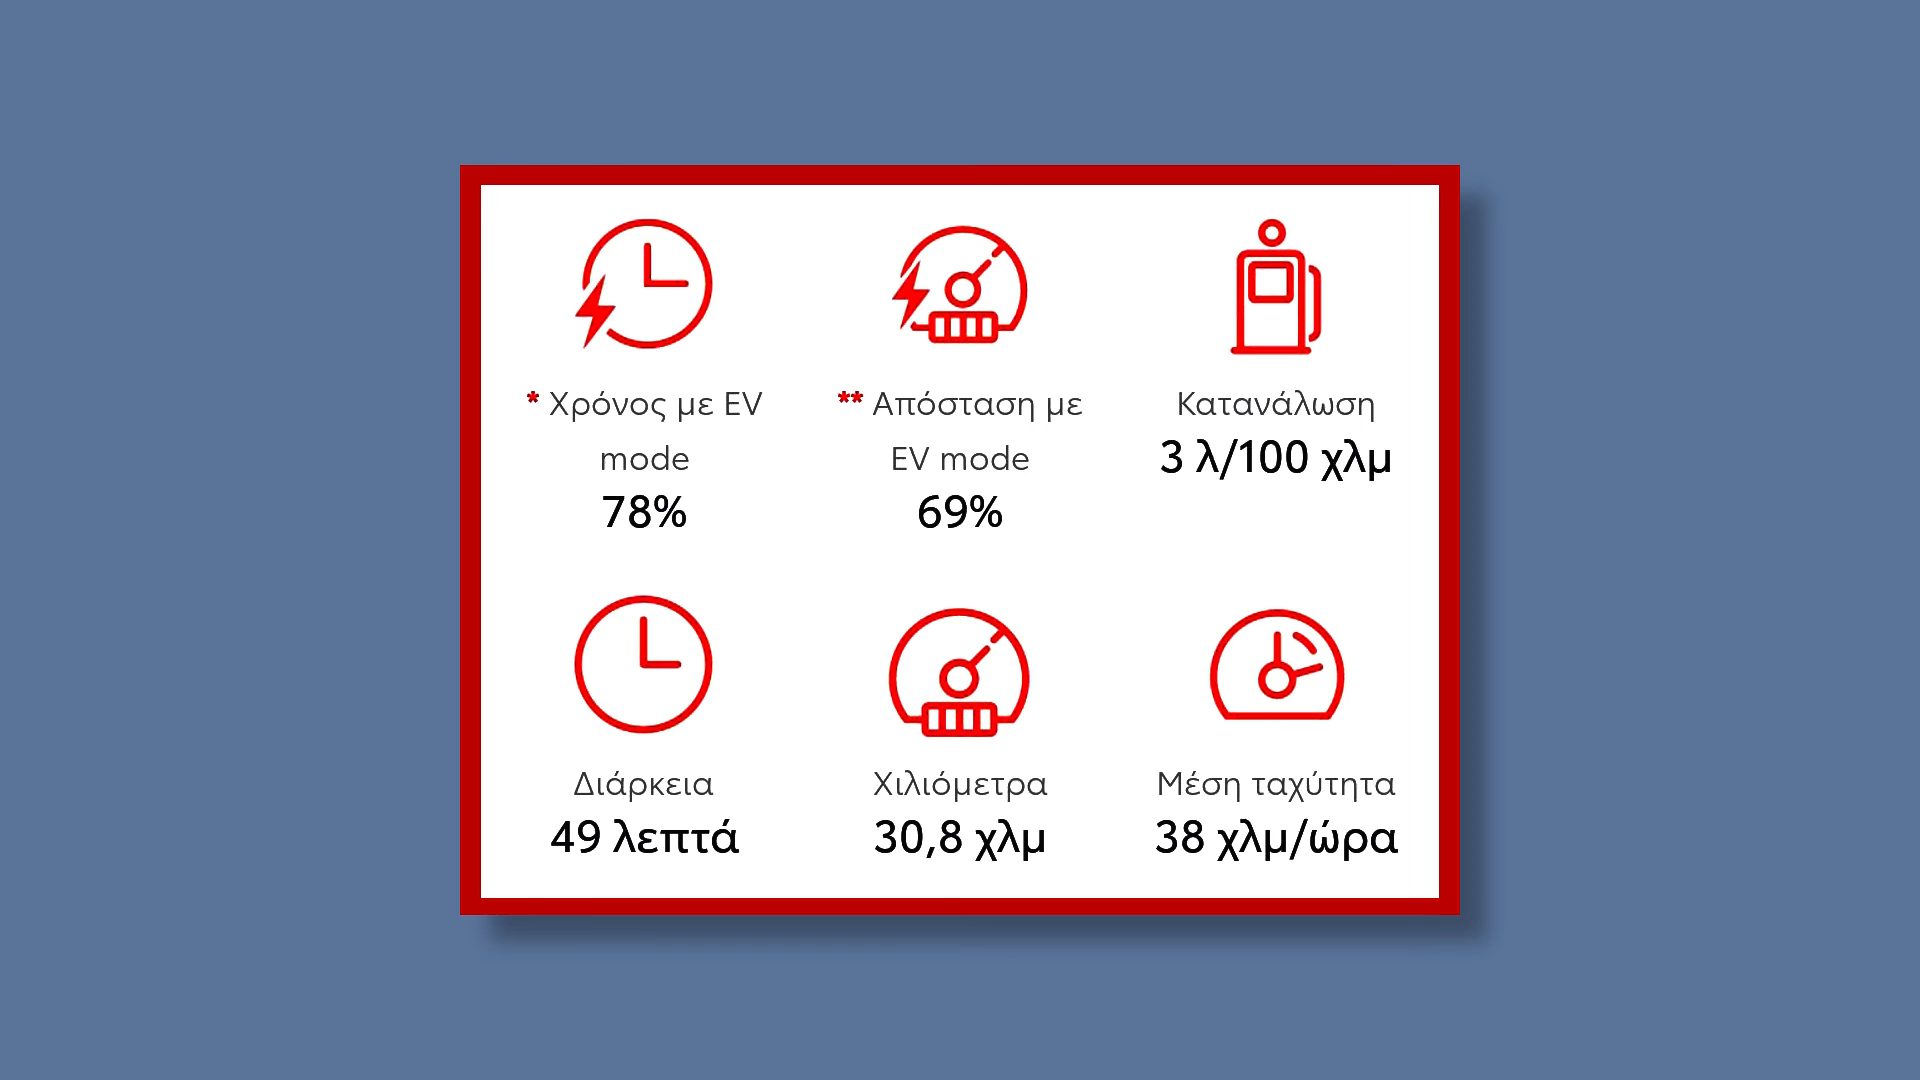 * Χρόνος με EV
mode
78%
** Απόσταση με
EV mode
69%
Κατανάλωση
3 λ/100 χλμ
Διάρκεια
49 λεπτά
Χιλιόμετρα
30,8 χλμ
Μέση ταχύτητα
38 χλμ/ώρα